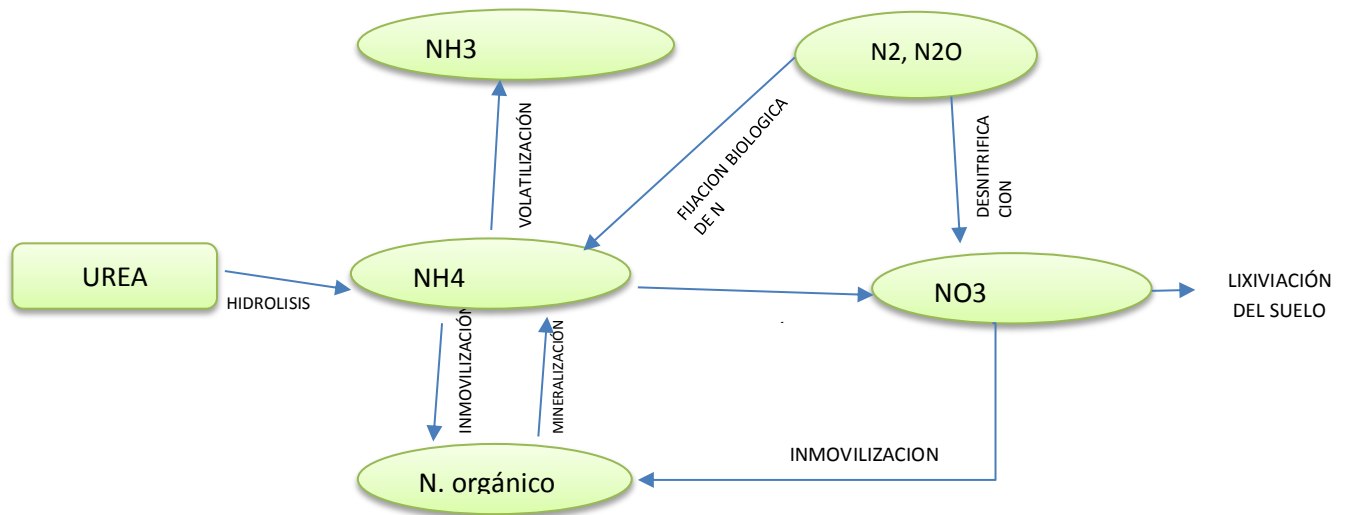 NH3
N2, N2O
VOLATILIZACIÓN
FIJACION BIOLOGICA
DE N
DESNITRIFICA
CION
UREA
HIDROLISIS
NH4
NO3
LIXIVIACIÓN
DEL SUELO
INMOVILIZACIÓN
MINERALIZACIÓN
INMOVILIZACION
N. orgánico